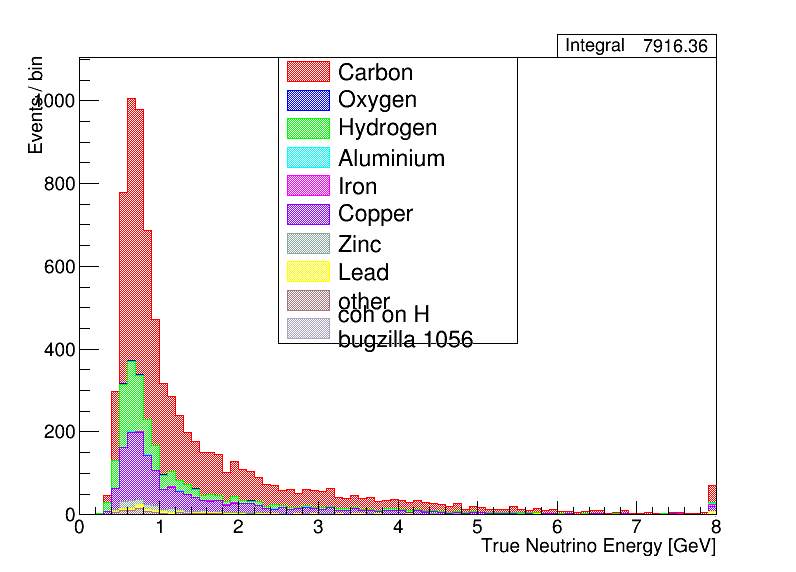 Integral 7916.36
Events / bin
Carbon
Oxygen
Hydrogen
Aluminium
Iron
Copper
Zinc
Lead
other
coh on H
bugzilla 1056
1000
800
600
400
200
0
0 1 2 3 4 5 6 7 8
True Neutrino Energy [GeV]